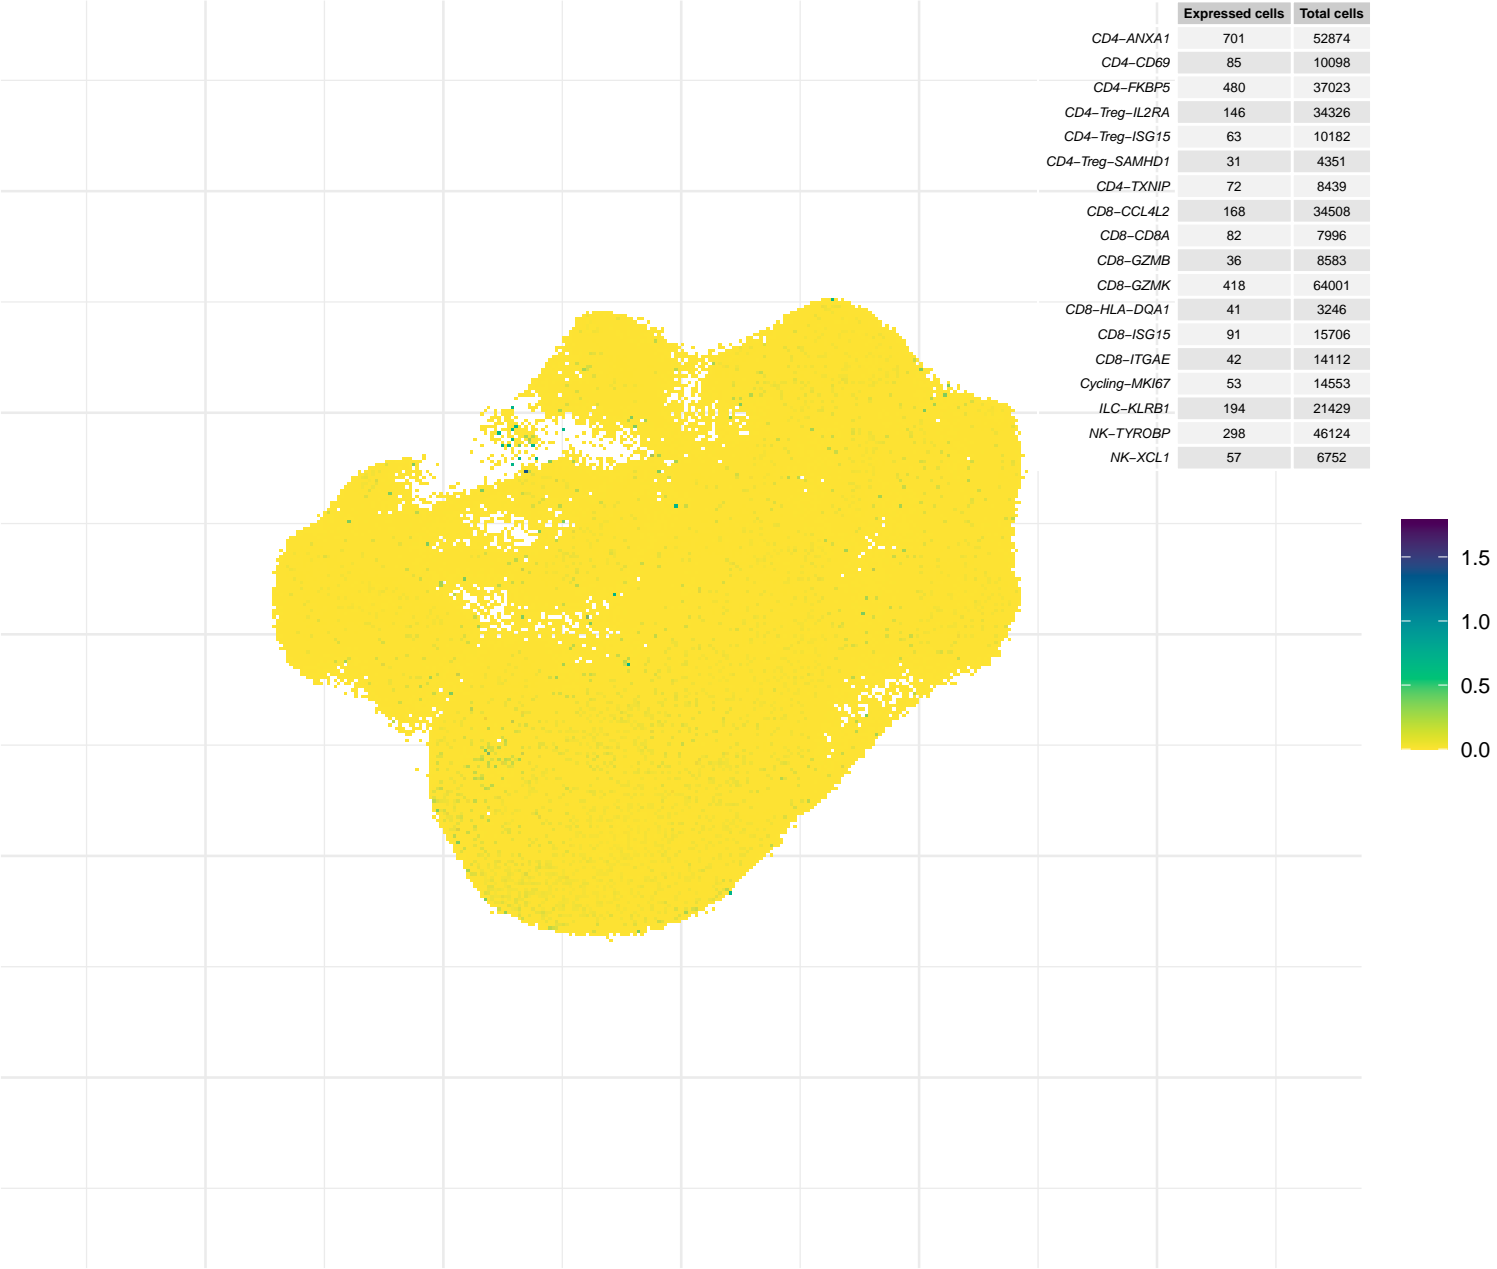 Expressed cells Total cells
CD4−ANXA1 701 52874
CD4−CD69 85 10098
CD4−FKBP5 480 37023
CD4−Treg−IL2RA 146 34326
CD4−Treg−ISG15 63 10182
CD4−Treg−SAMHD1 31 4351
CD4−TXNIP 72 8439
CD8−CCL4L2 168 34508
CD8−CD8A 82 7996
CD8−GZMB 36 8583
CD8−GZMK 418 64001
CD8−HLA−DQA1 41 3246
CD8−ISG15 91 15706
CD8−ITGAE 42 14112
Cycling−MKI67 53 14553
ILC−KLRB1 194 21429
NK−TYROBP 298 46124
NK−XCL1 57 6752
1.5
1.0
0.5
0.0